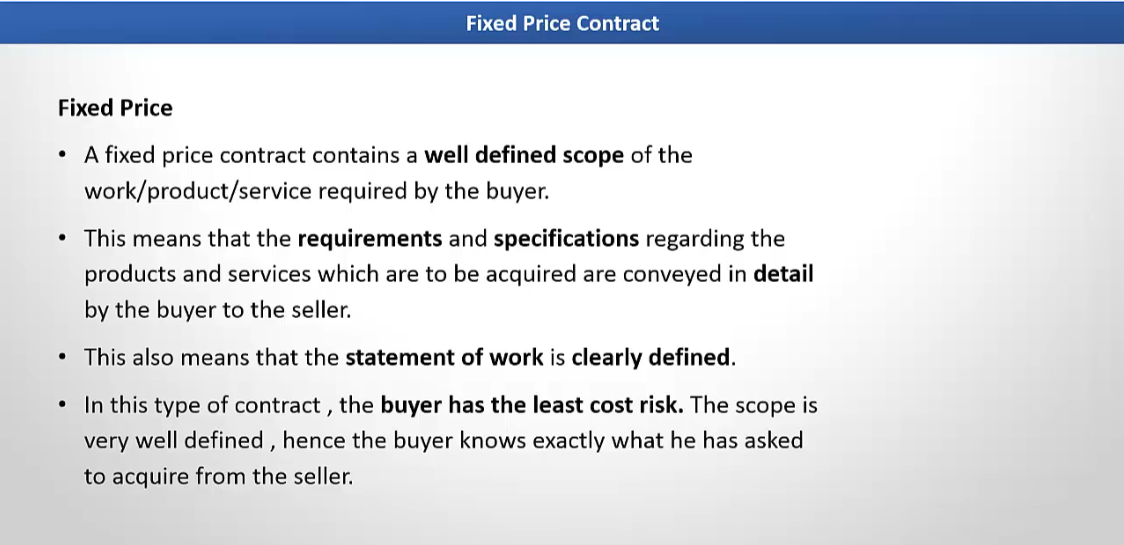 Fixed Price Contract
Fixed Price
• A fixed price contract contains a well defined scope of the
work/product/service required by the buyer.
• This means that the requirements and specifications regarding the
products and services which are to be acquired are conveyed in detail
by the buyer to the seller.
• This also means that the statement of work is clearly defined.
• In this type of contract , the buyer has the least cost risk. The scope is
very well defined , hence the buyer knows exactly what he has asked
to acquire from the seller.